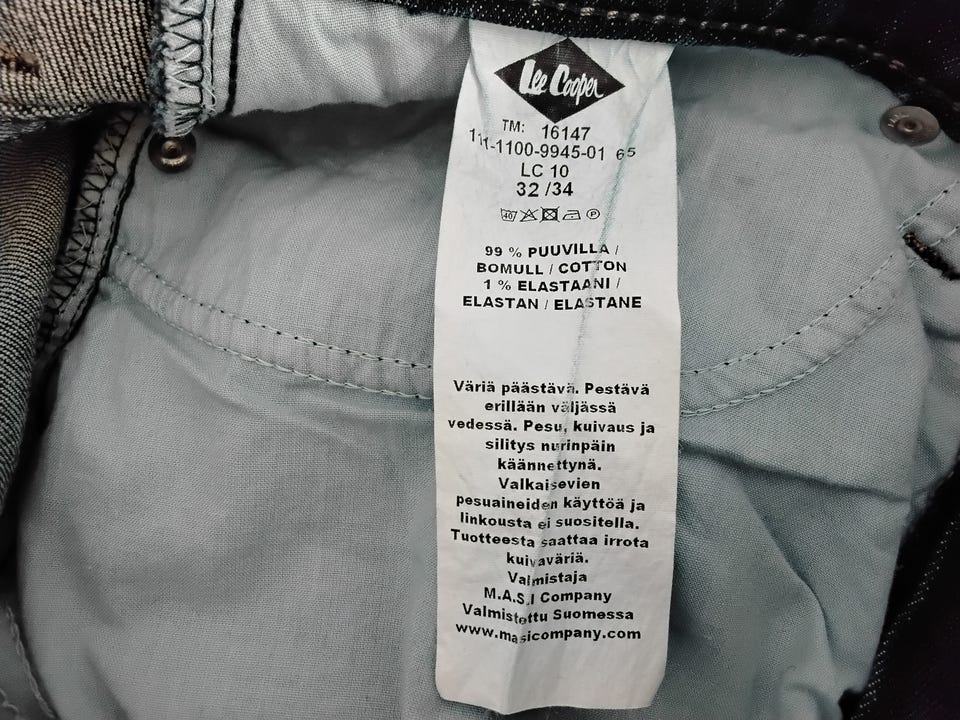 Lee Cooper
TM: 16147
111-1100-9945-01 65
LC 10
32 /34
40 P
99 % PUUVILLA /
BOMULL / COTTON
1 % ELASTAANI /
ELASTAN / ELASTANE
Väriä päästävä. Pestävä
erillään väljässä
vedessä. Pesu, kuivaus ja
silitys nurinpäin
käännettynä.
Valkaisevien
pesuaineiden käyttöä ja
linkousta ei suositella.
Tuotteesta saattaa irrota
kuivaväriä.
Valmistaja
M.A.S.I Company
Valmistettu Suomessa
www.masicompany.com